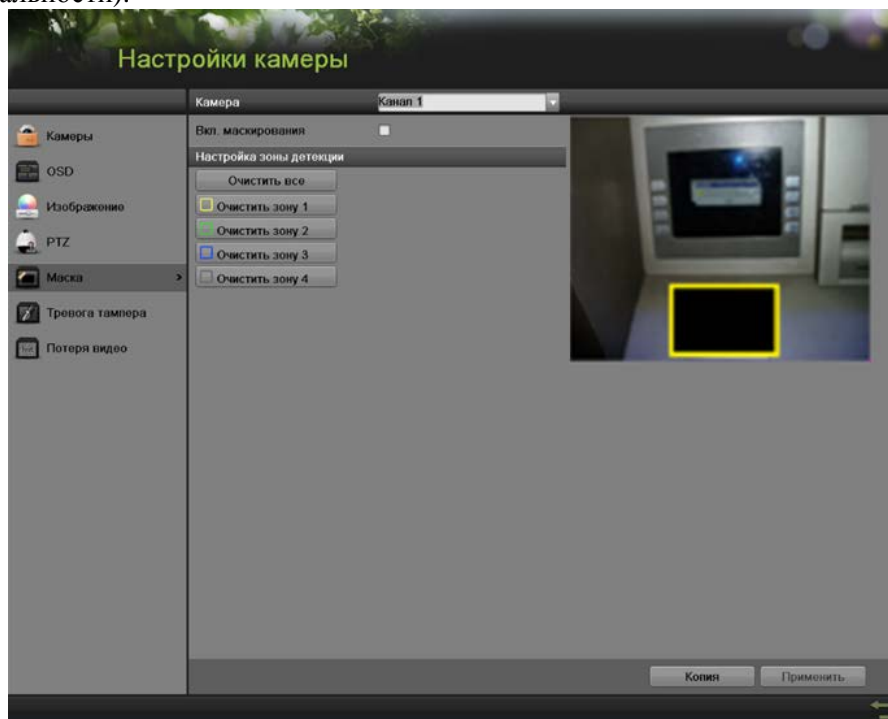 альности).
Настройки камеры
Камера Канал 1
Камеры
OSD
Изображение
PTZ
Маска >
Тревога тампера
Потеря видео
Вкл. маскирования
Настройка зоны детекции
Очистить все
Очистить зону 1
Очистить зону 2
Очистить зону 3
Очистить зону 4
Копия Применить